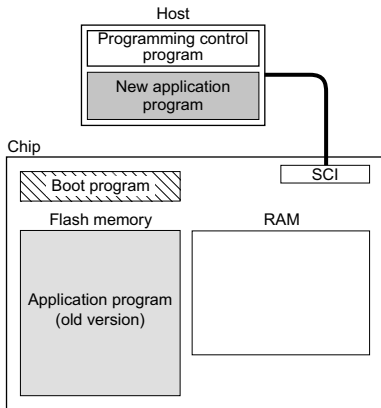 Host
Programming control
program
New application
program
Chip
SCI
Boot program
Flash memory
RAM
Application program
(old version)